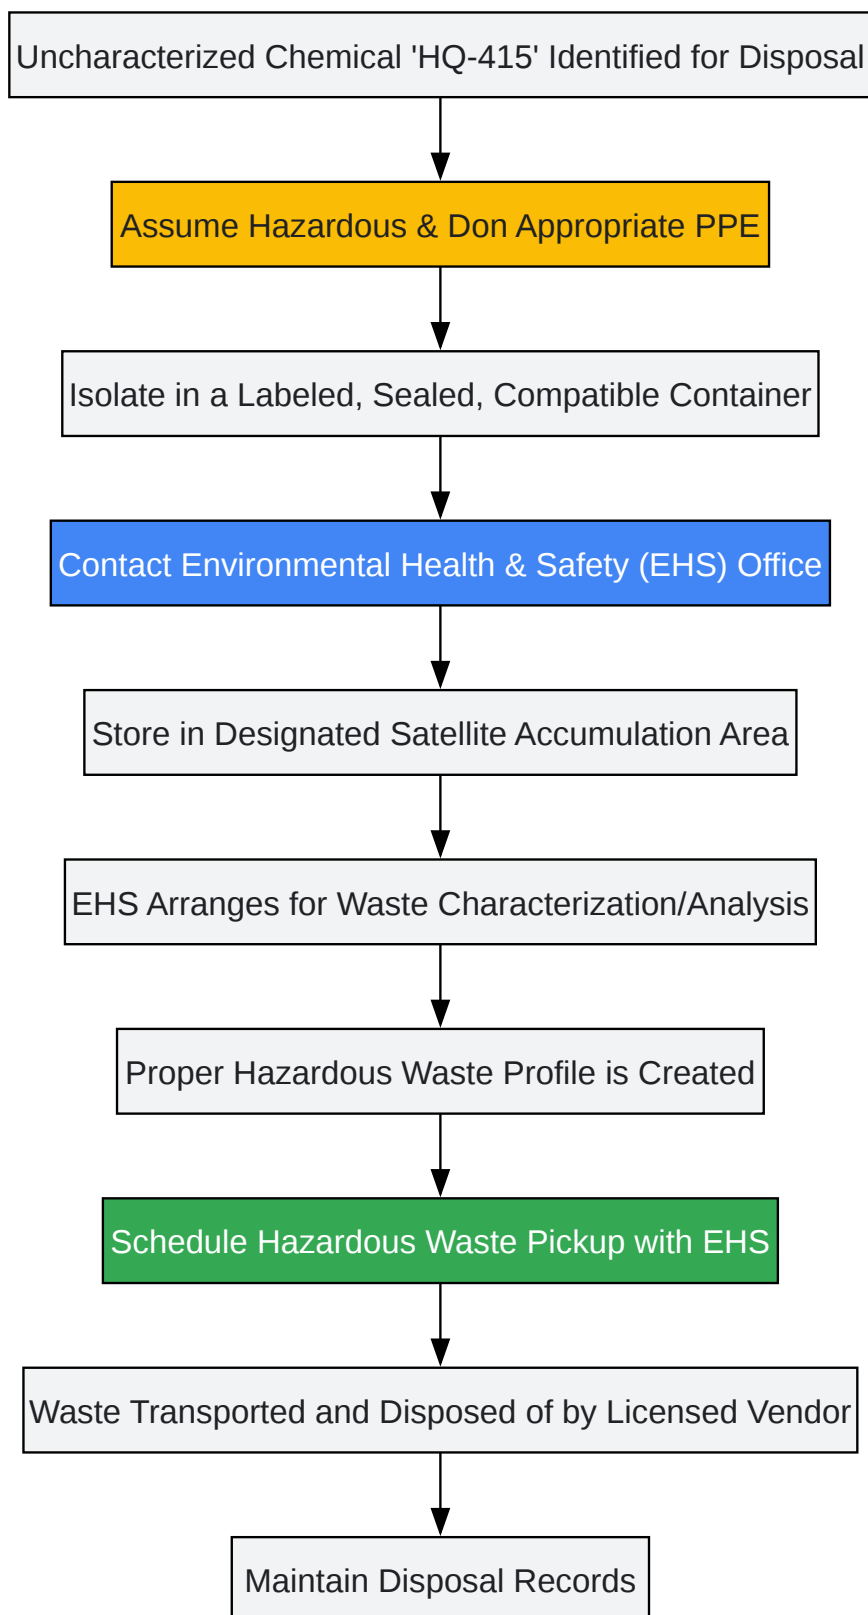 Uncharacterized Chemical 'HQ-415' Identified for Disposal
Assume Hazardous & Don Appropriate PPE
Isolate in a Labeled, Sealed, Compatible Container
Contact Environmental Health & Safety (EHS) Office
Store in Designated Satellite Accumulation Area
EHS Arranges for Waste Characterization/Analysis
Proper Hazardous Waste Profile is Created
Schedule Hazardous Waste Pickup with EHS
Waste Transported and Disposed of by Licensed Vendor
Maintain Disposal Records